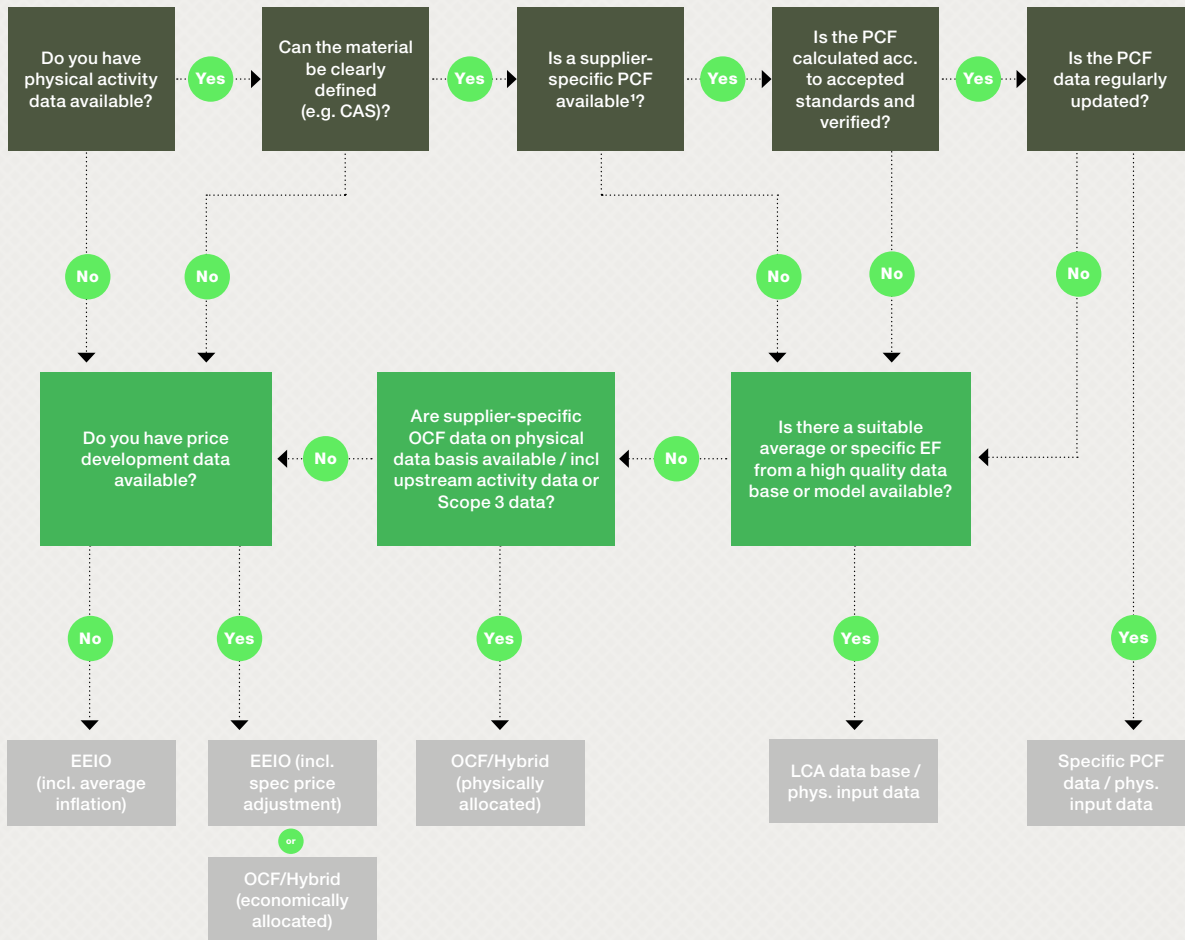 Do you have
physical activity
data available?
Yes
Can the material
be clearly
defined
(e.g. CAS)?
Yes
Is a supplier-
specific PCF
available¹?
Yes
Is the PCF
calculated acc.
to accepted
standards and
verified?
Yes
Is the PCF
data regularly
updated?
No
No
No
No
No
Do you have price
development data
available?
No
Are supplier-specific
OCF data on physical
data basis available / incl
upstream activity data or
Scope 3 data?
No
Is there a suitable
average or specific EF
from a high quality data
base or model available?
No
Yes
Yes
Yes
Yes
EEIO
(incl. average
inflation)
EEIO (incl.
spec price
adjustment)
or
OCF/Hybrid
(economically
allocated)
OCF/Hybrid
(physically
allocated)
LCA data base /
phys. input data
Specific PCF
data / phys.
input data